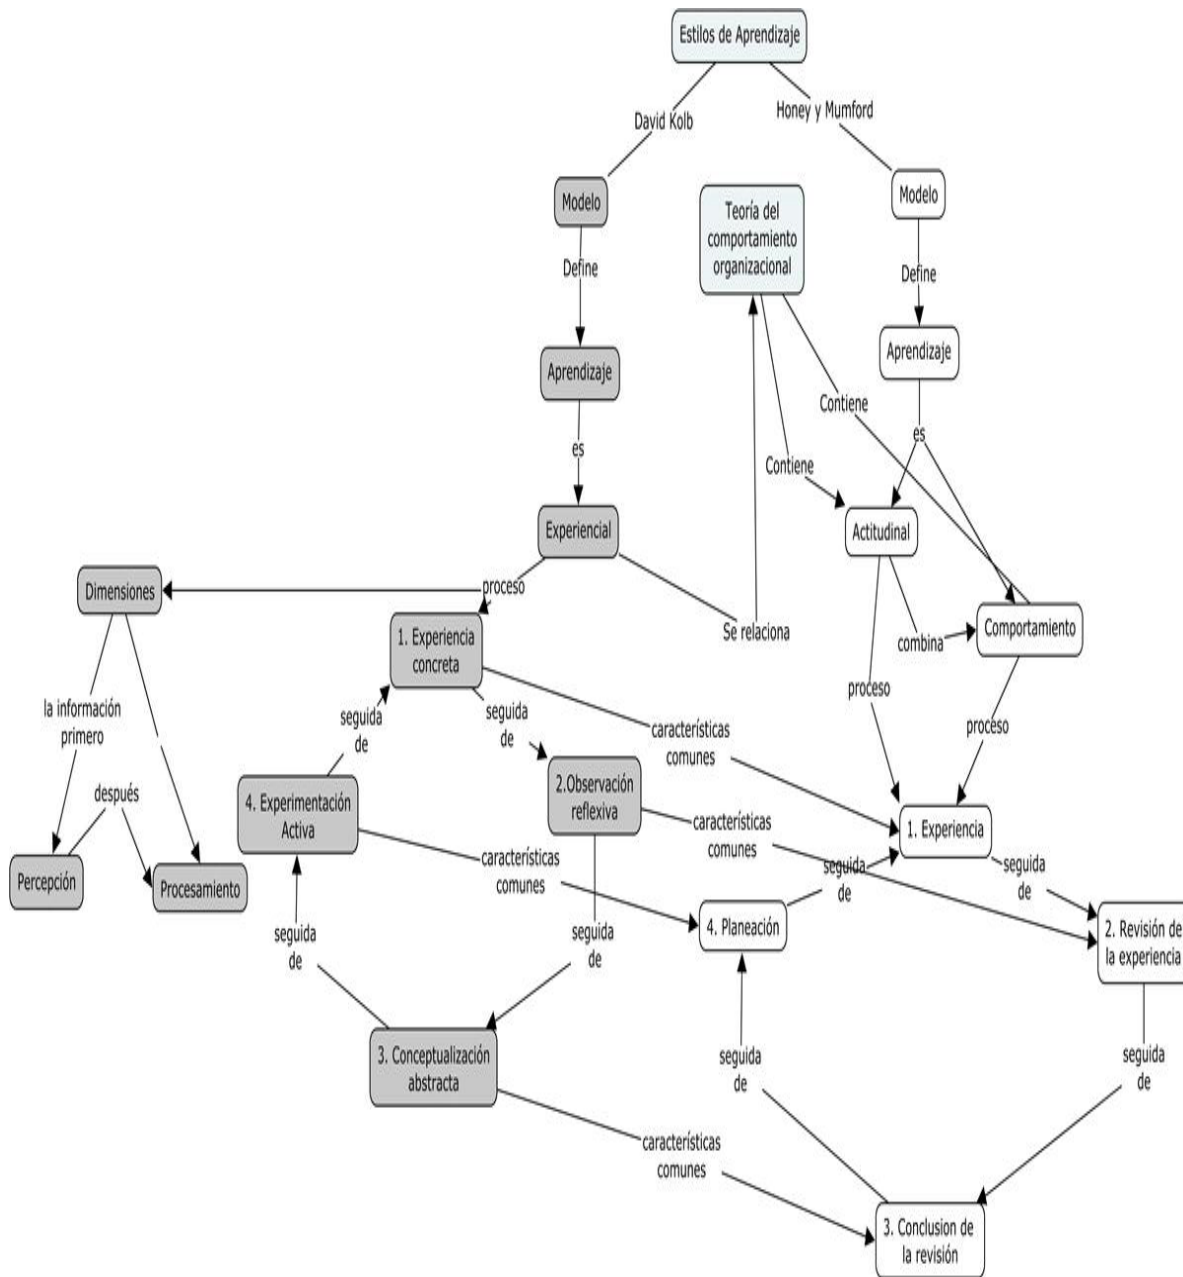 Estilos de Aprendizaje
David Kolb
Honey y Mumford
Modelo
Modelo
Teoría del
comportamiento
organizacional
Define
Define
Aprendizaje
Aprendizaje
Contiene
es
es
Contiene
Experiencial
Actitudinal
Dimensiones
proceso
1. Experiencia
concreta
Se relaciona
combina
Comportamiento
la información
primero
seguida
de
seguida
de
proceso
características
comunes
proceso
después
4. Experimentación
Activa
2.Observación
reflexiva
características
comunes
1. Experiencia
Percepción
Procesamiento
características
comunes
seguida
de
seguida
de
4. Planeación
2. Revisión de
la experiencia
seguida
de
seguida
de
3. Conceptualización
abstracta
seguida
de
seguida
de
características
comunes
3. Conclusion de
la revisión